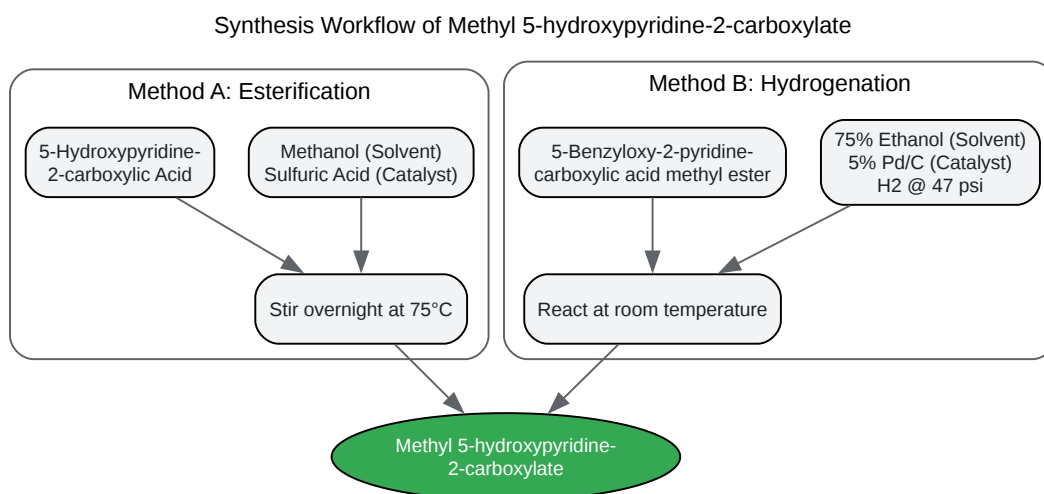 Synthesis Workflow of Methyl 5-hydroxypyridine-2-carboxylate
Method A: Esterification
5-Hydroxypyridine-
2-carboxylic Acid
Methanol (Solvent)
Sulfuric Acid (Catalyst)
Stir overnight at 75°C
Method B: Hydrogenation
5-Benzyloxy-2-pyridine-
carboxylic acid methyl ester
75% Ethanol (Solvent)
5% Pd/C (Catalyst)
H2 @ 47 psi
React at room temperature
Methyl 5-hydroxypyridine-
2-carboxylate